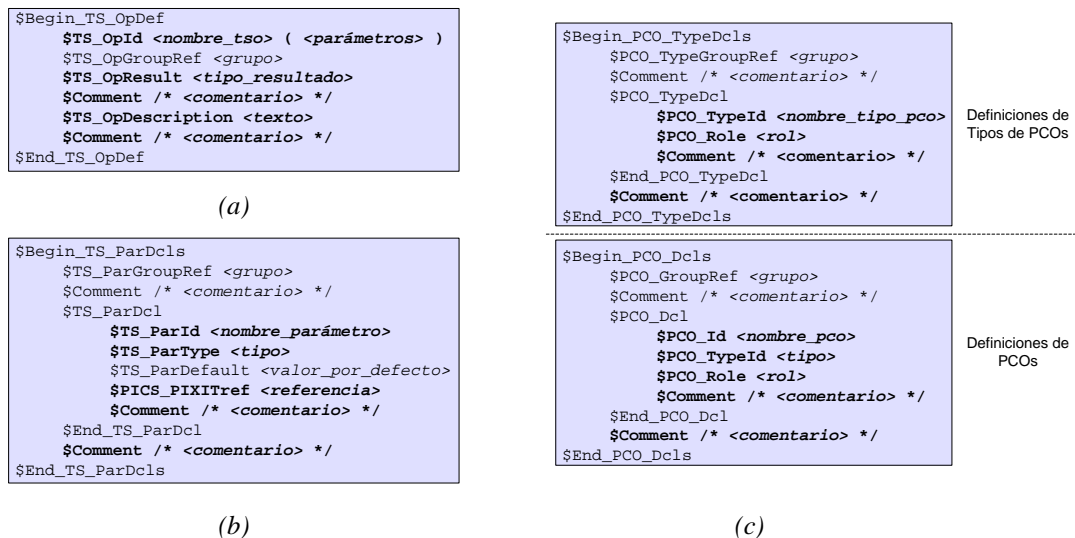 $Begin_TS_OpDef
$TS_OpId <nombre_tso> ( <parámetros> )
$TS_OpGroupRef <grupo>
$TS_OpResult <tipo_resultado>
$Comment /* <comentario> */
$TS_OpDescription <texto>
$Comment /* <comentario> */
$End_TS_OpDef
(a)
$Begin_TS_ParDcls
$TS_ParGroupRef <grupo>
$Comment /* <comentario> */
$TS_ParDcl
$TS_ParId <nombre_parámetro>
$TS_ParType <tipo>
$TS_ParDefault <valor_por_defecto>
$PICS_PIXITref <referencia>
$Comment /* <comentario> */
$End_TS_ParDcl
$Comment /* <comentario> */
$End_TS_ParDcls
(b)
$Begin_PCO_TypeDcls
$PCO_TypeGroupRef <grupo>
$Comment /* <comentario> */
$PCO_TypeDcl
$PCO_TypeId <nombre_tipo_pco>
$PCO_Role <rol>
$Comment /* <comentario> */
$End_PCO_TypeDcl
$Comment /* <comentario> */
$End_PCO_TypeDcls
Definiciones de
Tipos de PCOs
$Begin_PCO_Dcls
$PCO_GroupRef <grupo>
$Comment /* <comentario> */
$PCO_Dcl
$PCO_Id <nombre_pco>
$PCO_TypeId <tipo>
$PCO_Role <rol>
$Comment /* <comentario> */
$End_PCO_Dcl
$Comment /* <comentario> */
$End_PCO_Dcls
Definiciones de
PCOs
(c)